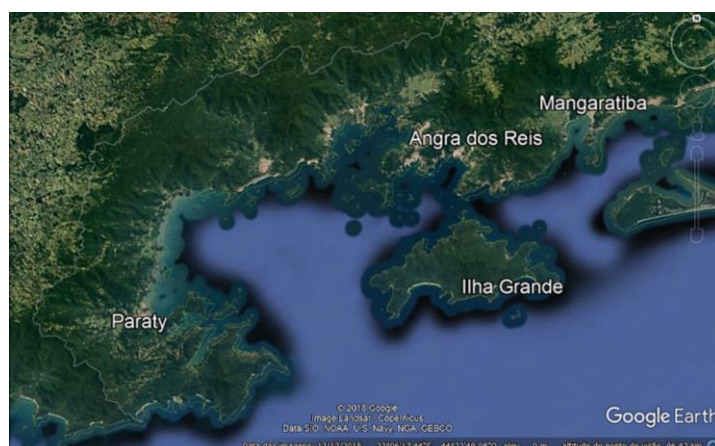 N
Mangaratiba
Angra dos Reis
Ilha Grande
Paraty
© 2018 Google
Image Landsat / Copernicus
Data SIO, NOAA, U.S. Navy, NGA, GEBCO
Google Earth